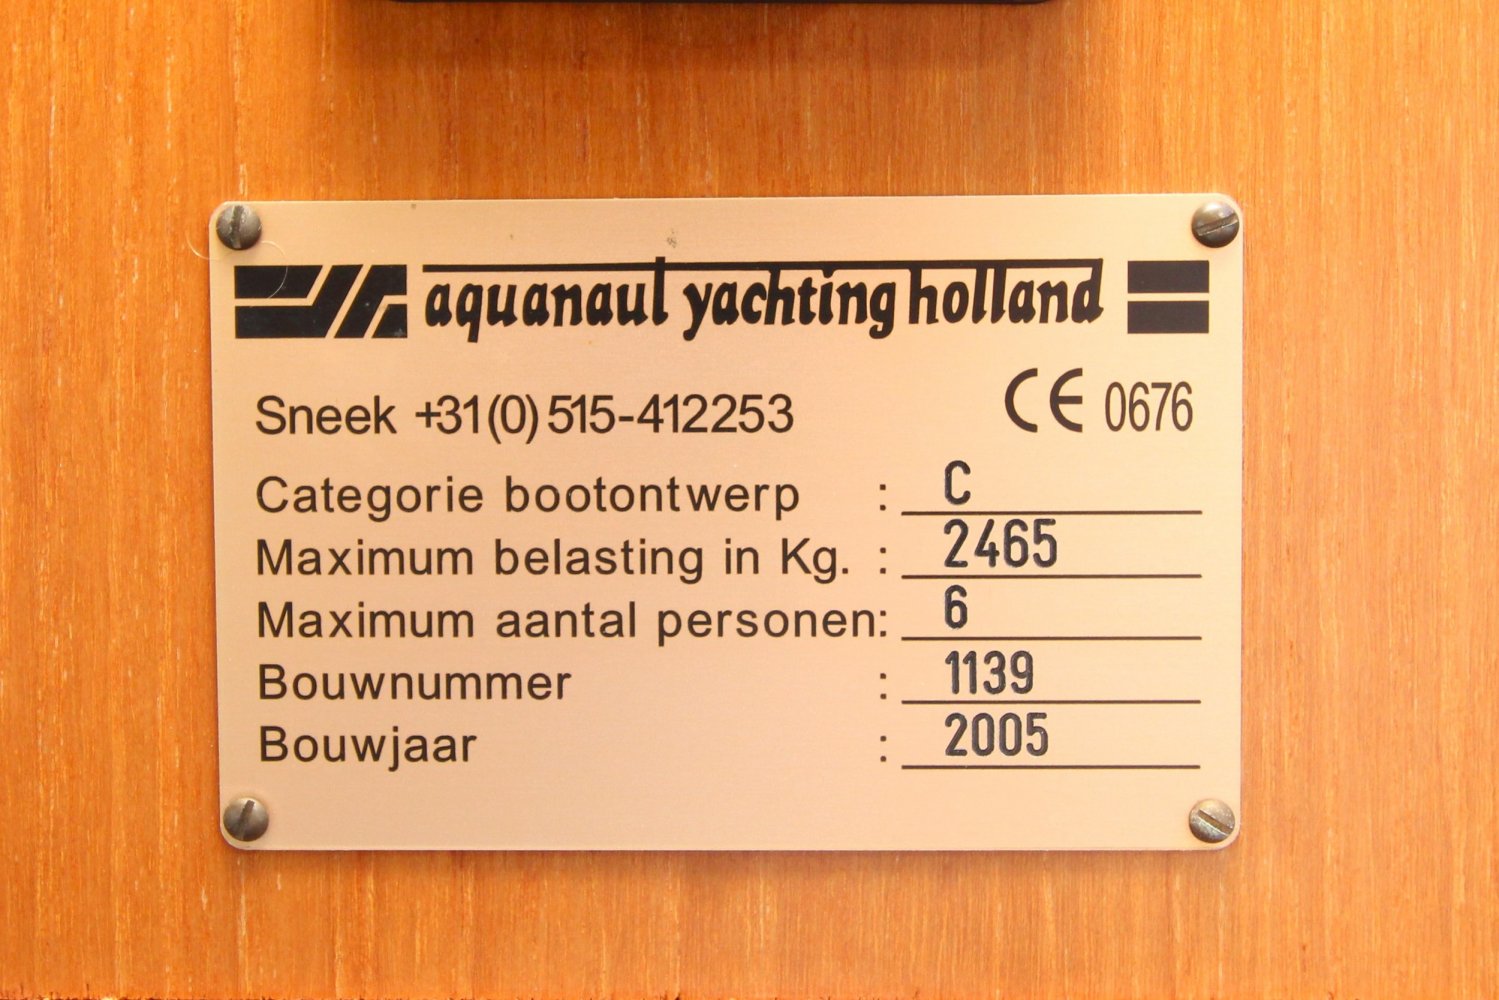 aquanaut yachting holland
Sneek +31(0)515-412253 CE 0676
Categorie bootontwerp : C
Maximum belasting in Kg. : 2465
Maximum aantal personen: 6
Bouwnummer : 1139
Bouwjaar : 2005